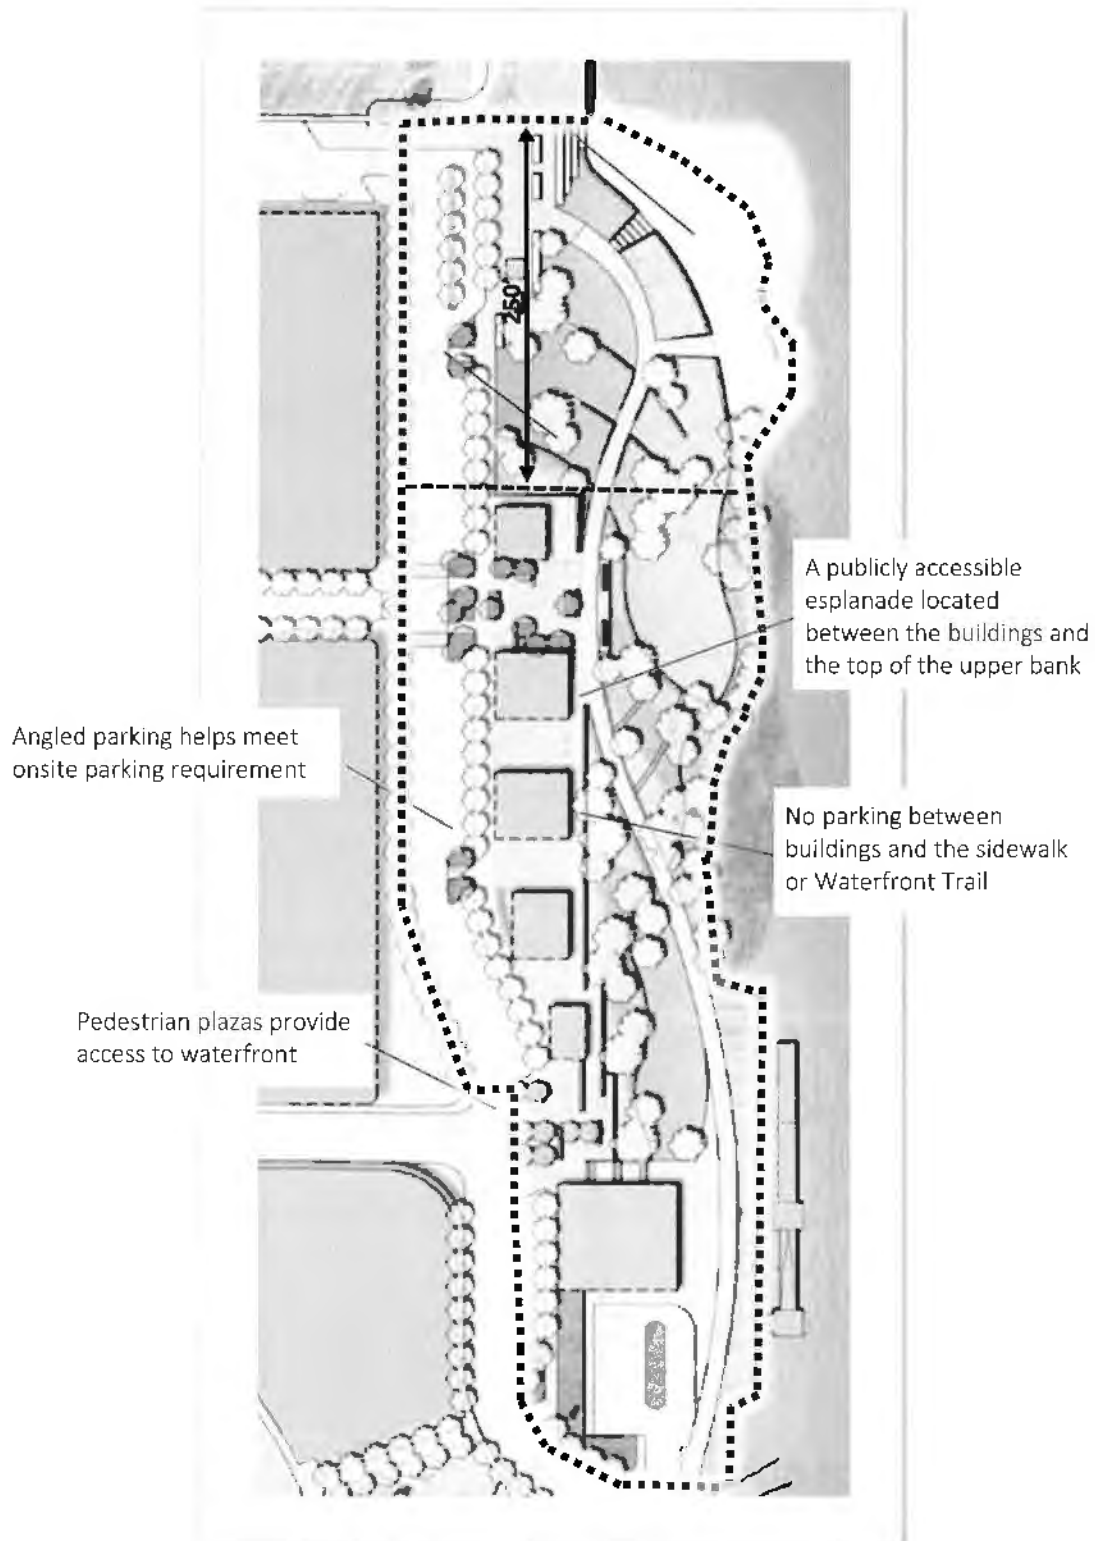 250'
A publicly accessible
esplanade located
between the buildings and
the top of the upper bank
Angled parking helps meet
onsite parking requirement
No parking between
buildings and the sidewalk
or Waterfront Trail
Pedestrian plazas provide
access to waterfront